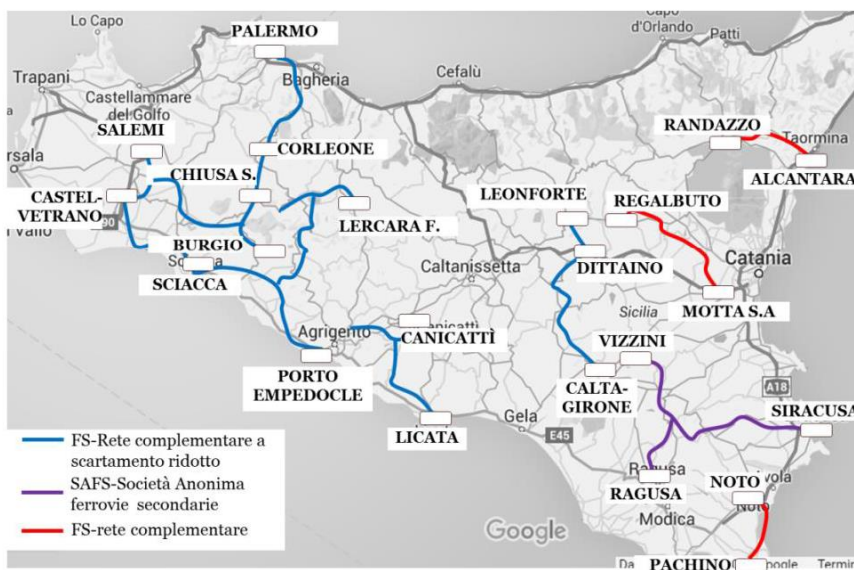 Lo Capo
Capo
d'Orlando
PALERMO
Patti
Trapani
Bagheria
Cefalù
Castellammare
del Golfo
RANDAZZO
Taormina
SALEMI
CORLEONE
ALCANTARA
CHIUSA S.
LEONFORTE
REGALBUTO
CASTEL-
VETRANO
90
LERCARA F.
BURGIO
Catania
Caltanissetta
DITTAINO
SCIACCA
MOTTA S.A
Sicilia
Agrigento
CANICATTÌ
VIZZINI
PORTO
EMPEDOCLE
CALTA-
GIRONE
A18
SIRACUSA
LICATA
Gela
E45
FS-Rete complementare a
scartamento ridotto
SAFS-Società Anonima
ferrovie secondarie
FS-rete complementare
Ragusa
RAGUSA
NOTO
Modica
Google
PACHINO